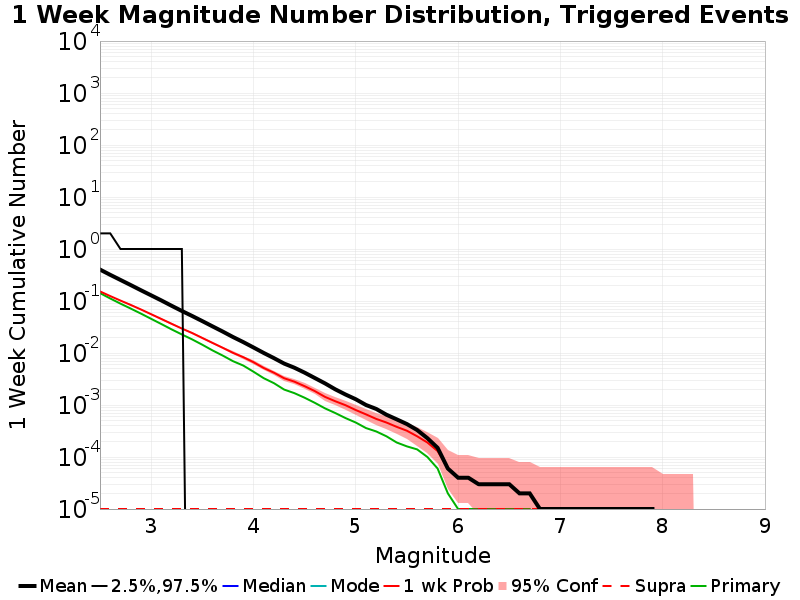 1 Week Magnitude Number Distribution, Triggered Events
1 Week Cumulative Number
10^4
10^3
10^2
10^1
10^0
10^-1
10^-2
10^-3
10^-4
10^-5
3 4 5 6 7 8 9
Magnitude
Mean 2.5%,97.5% Median Mode 1 wk Prob 95% Conf Supra Primary